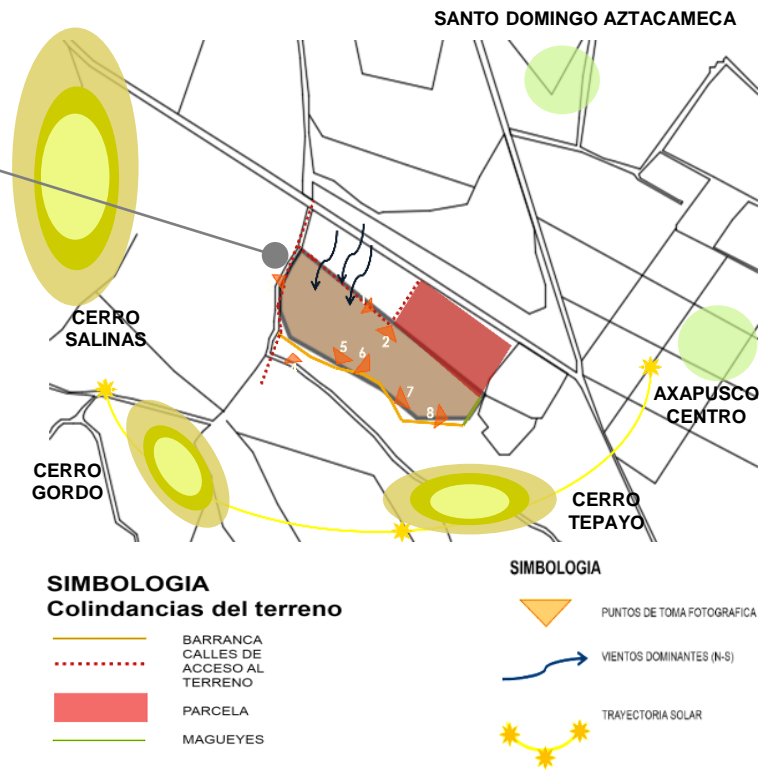 SANTO DOMINGO AZTACAMECA
CERRO
SALINAS
2
5
6
7
8
AXAPUSCO
CENTRO
CERRO
GORDO
CERRO
TEPAYO
SIMBOLOGIA
Colindancias del terreno
BARRANCA
CALLES DE
ACCESO AL
TERRENO
PARCELA
MAGUEYES
SIMBOLOGIA
PUNTOS DE TOMA FOTOGRAFICA
VIENTOS DOMINANTES (N-S)
TRAYECTORIA SOLAR